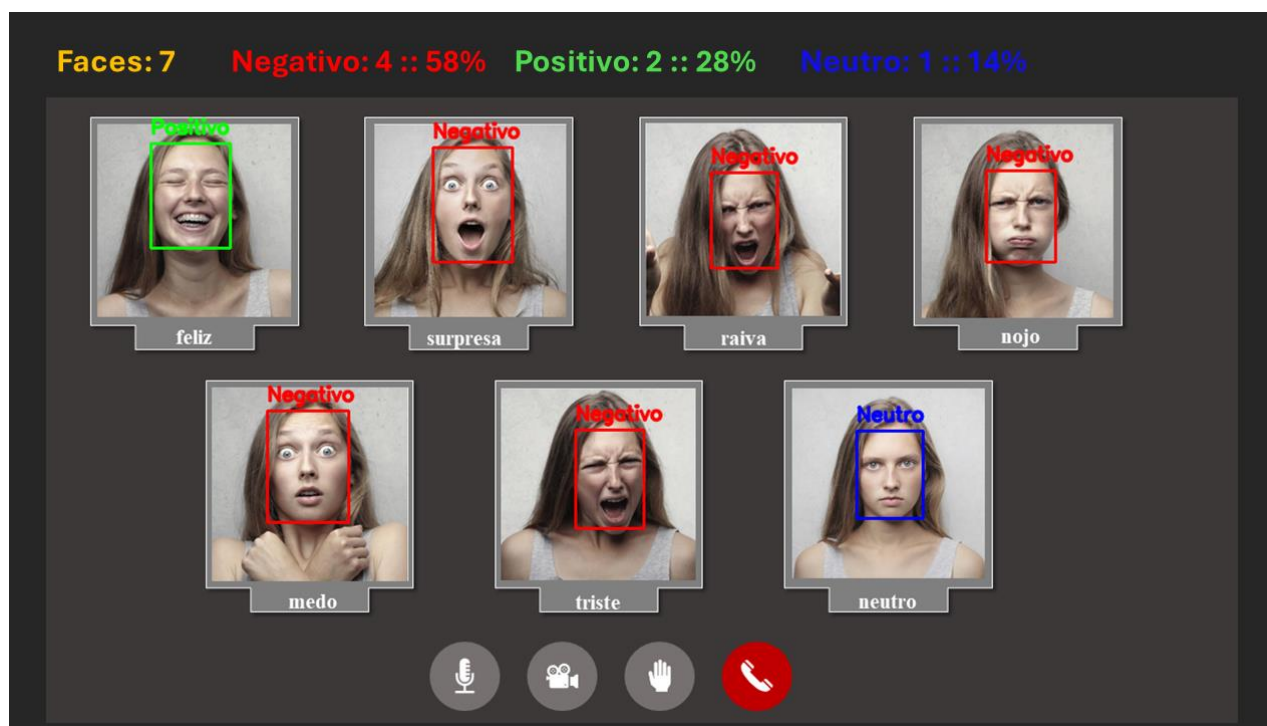 Faces: 7 Negativo: 4 :: 58% Positivo: 2 :: 28% Neutro: 1 :: 14%
Positivo Negativo Negativo Negativo
feliz surpresa raiva nojo
Negativo Negativo Neutro
medo triste neutro